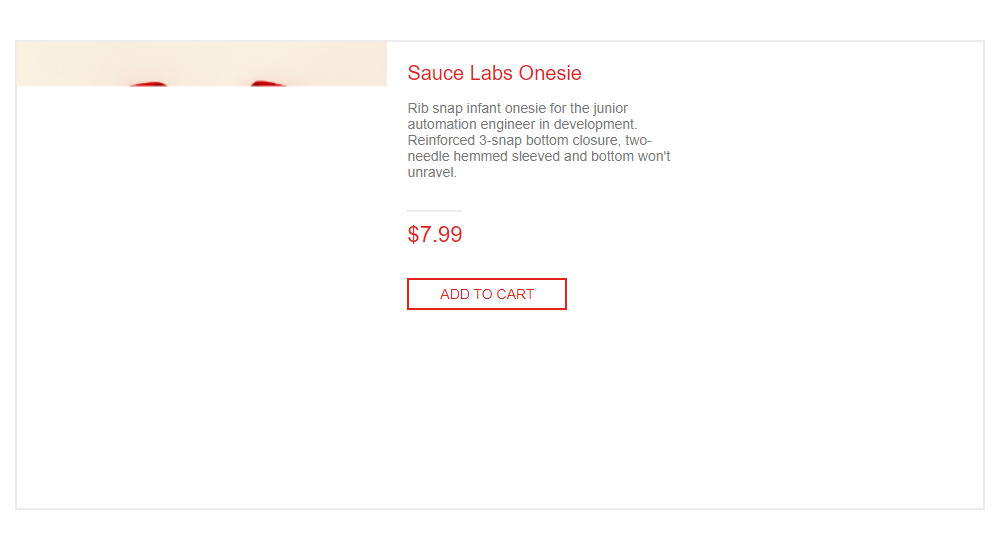 Sauce Labs Onesie
Rib snap infant onesie for the junior
automation engineer in development.
Reinforced 3-snap bottom closure, two-
needle hemmed sleeved and bottom won't
unravel.
$7.99
ADD TO CART